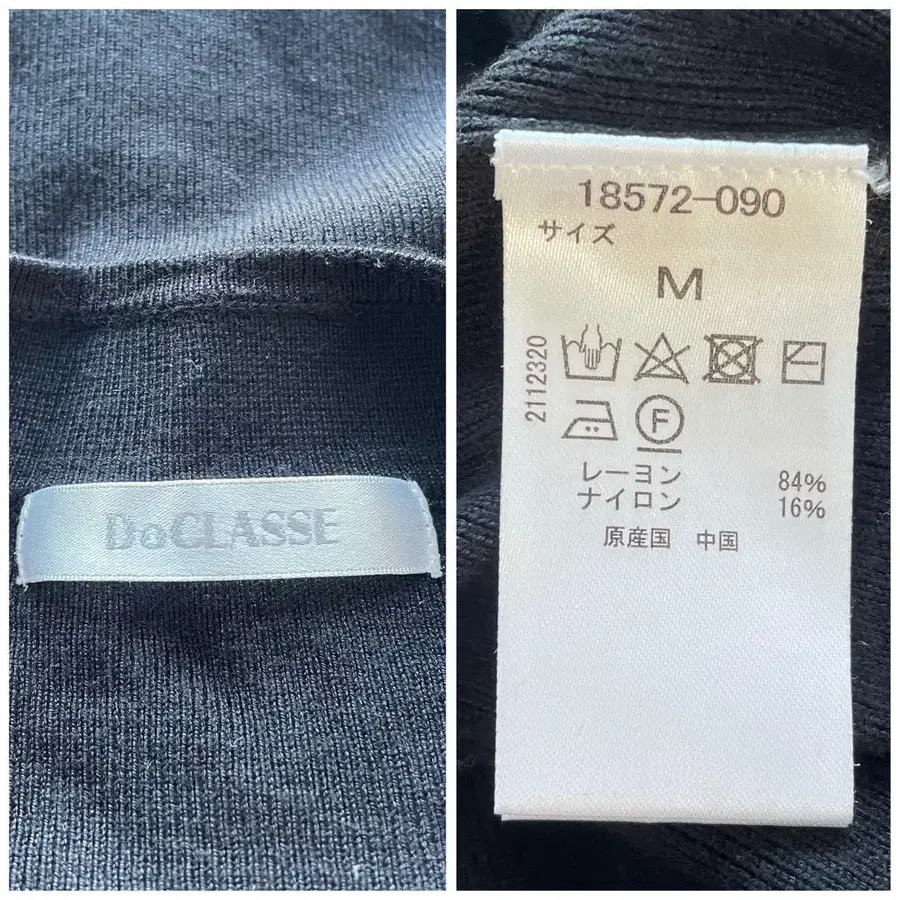 DoCLASSE
18572-090
サイズ
M
2112320
F
レーヨン 84%
ナイロン 16%
原産国 中国